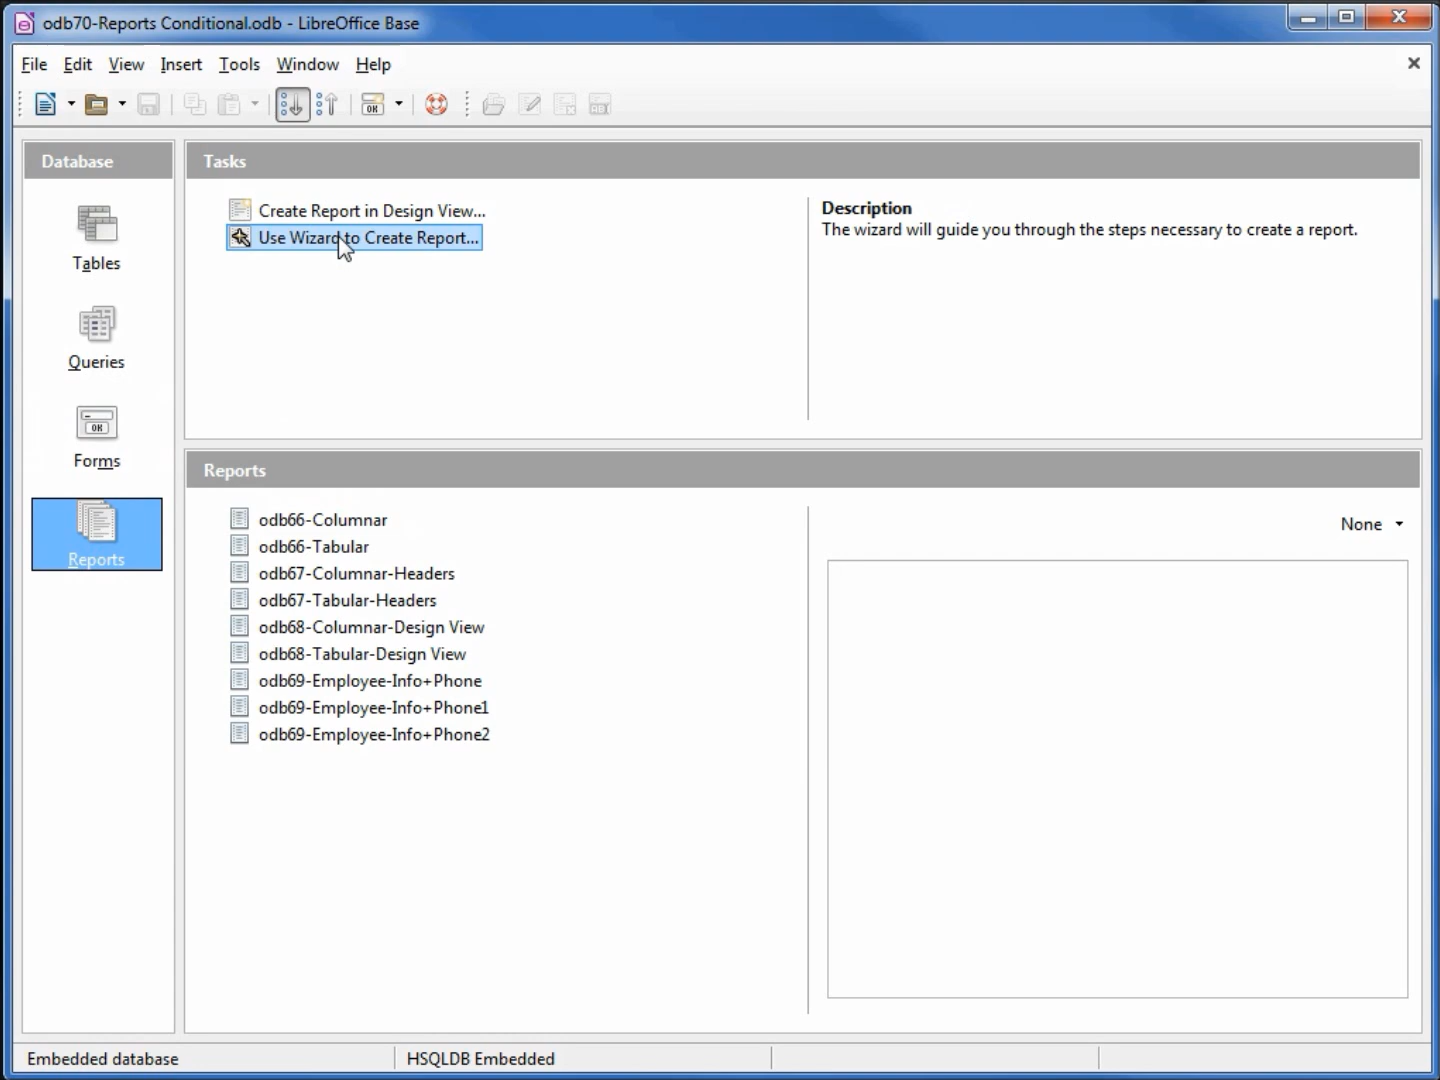 odb70-Reports Conditional.odb - LibreOffice Base
File Edit View Insert Tools Window Help
Database
Tables
Queries
Forms
Reports
Tasks
Create Report in Design View...
Use Wizard to Create Report...
Description
The wizard will guide you through the steps necessary to create a report.
Reports
odb66-Columnar
odb66-Tabular
odb67-Columnar-Headers
odb67-Tabular-Headers
odb68-Columnar-Design View
odb68-Tabular-Design View
odb69-Employee-Info+Phone
odb69-Employee-Info+Phone1
odb69-Employee-Info+Phone2
None
Embedded database
HSQLDB Embedded